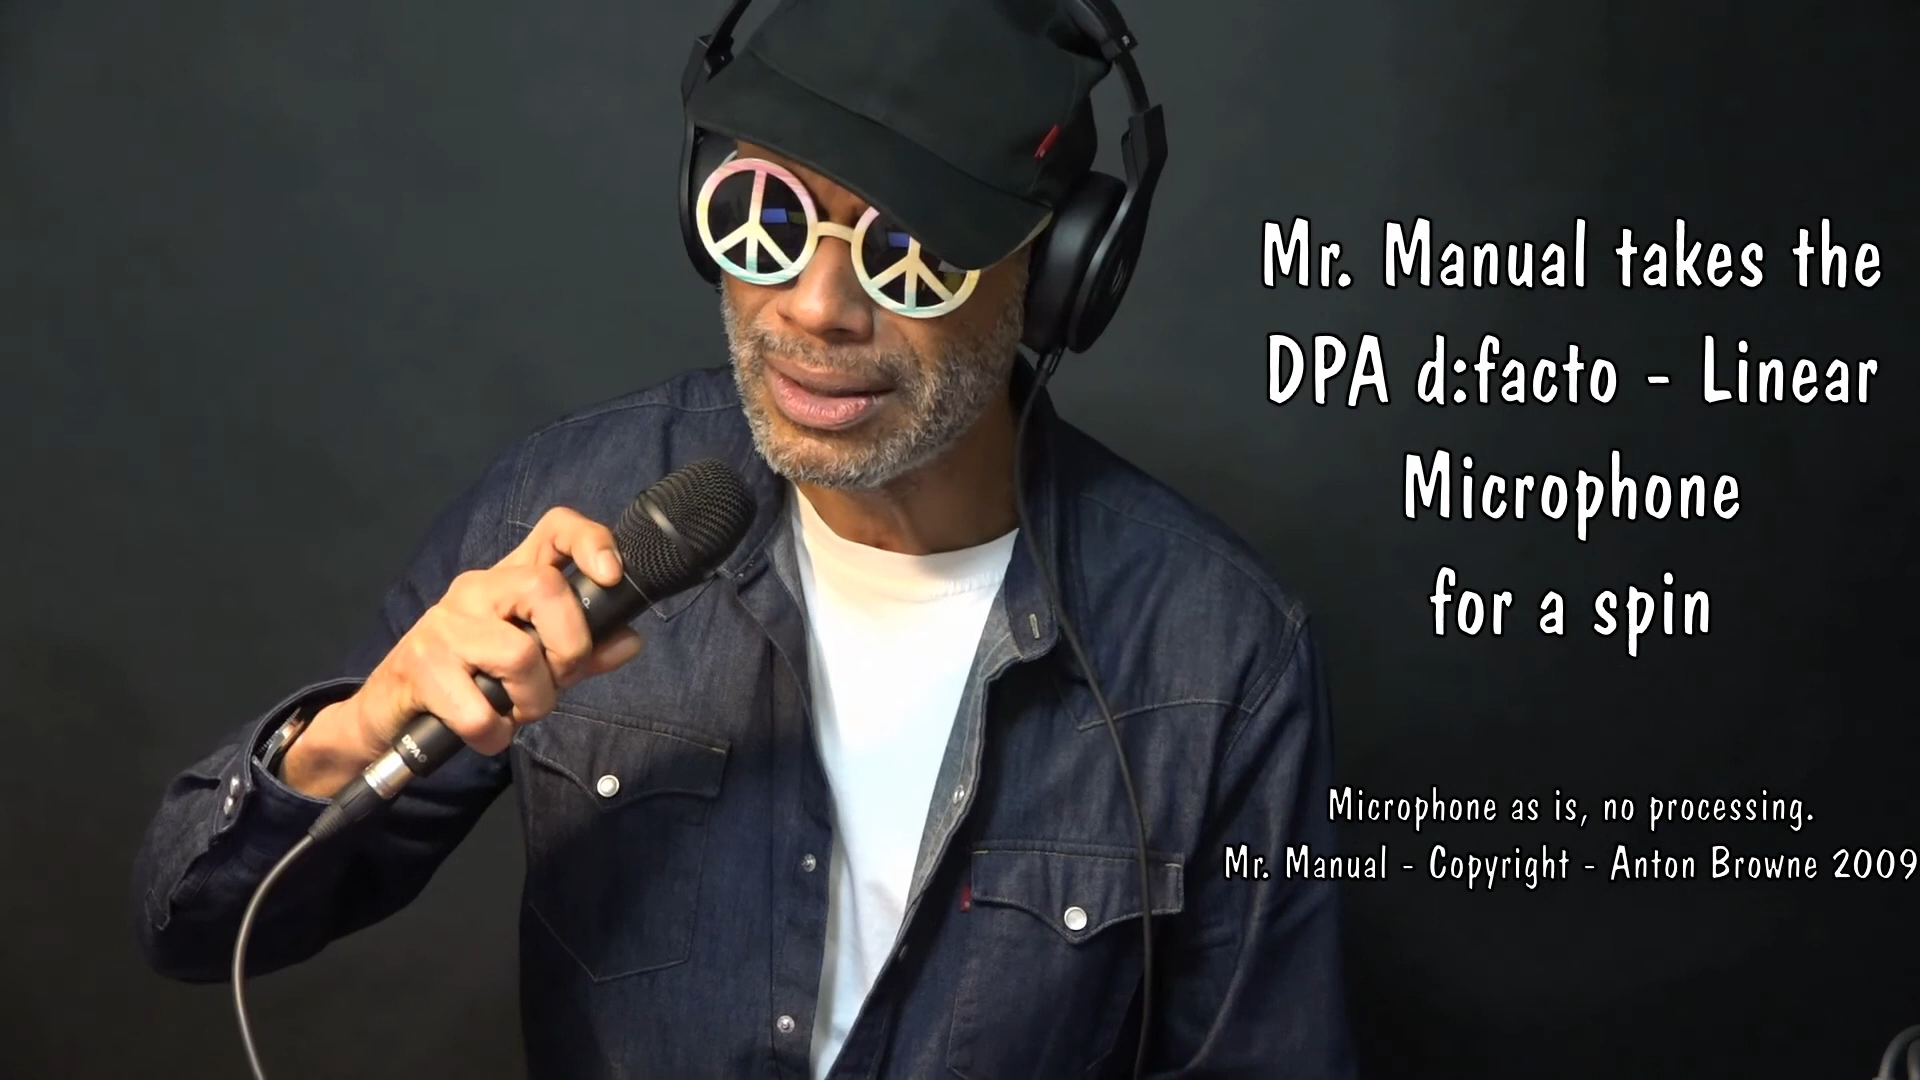 Mr. Manual takes the
DPA d:facto - Linear
Microphone
for a spin
Microphone as is, no processing.
Mr. Manual - Copyright - Anton Browne 2009
DPA